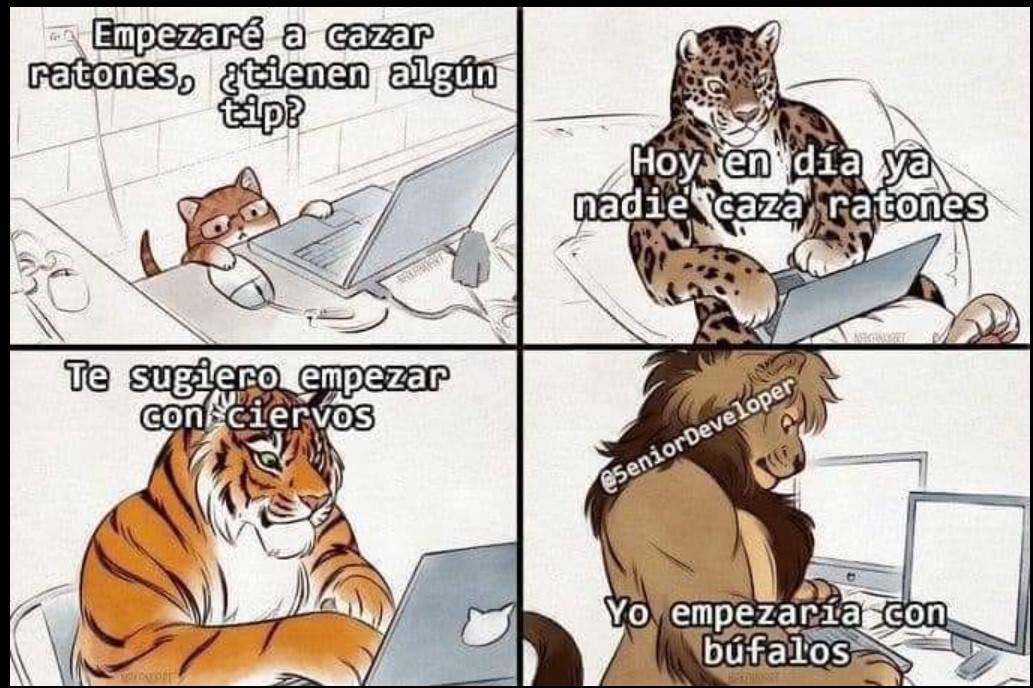 Empezaré a cazar
ratones, ¿tienen algún
tip?
Hoy en día ya
nadie caza ratones
Te sugiero empezar
con ciervos
@SeniorDeveloper
Yo empezaría con
búfalos